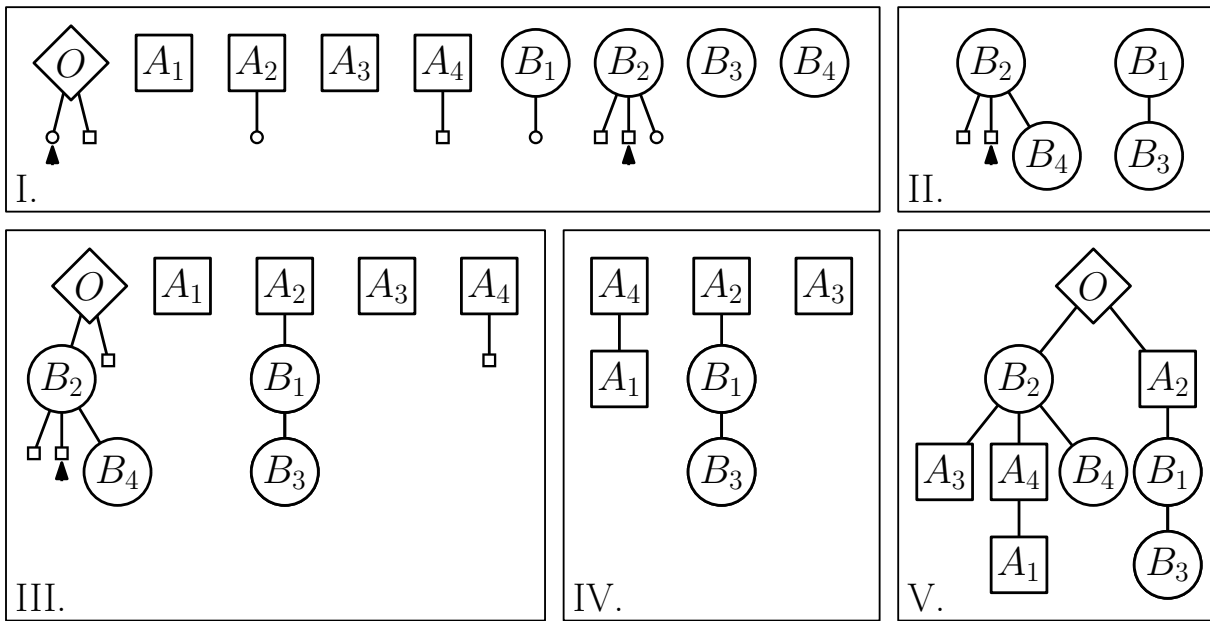 O A₁ A₂ A₃ A₄ B₁ B₂ B₃ B₄
I.
B₂ B₁
B₄ B₃
II.
O A₁ A₂ A₃ A₄
B₂ B₁
B₄ B₃
III.
A₄ A₂ A₃
A₁ B₁
B₃
IV.
O
B₂ A₂
A₃ A₄ B₄ B₁
A₁ B₃
V.